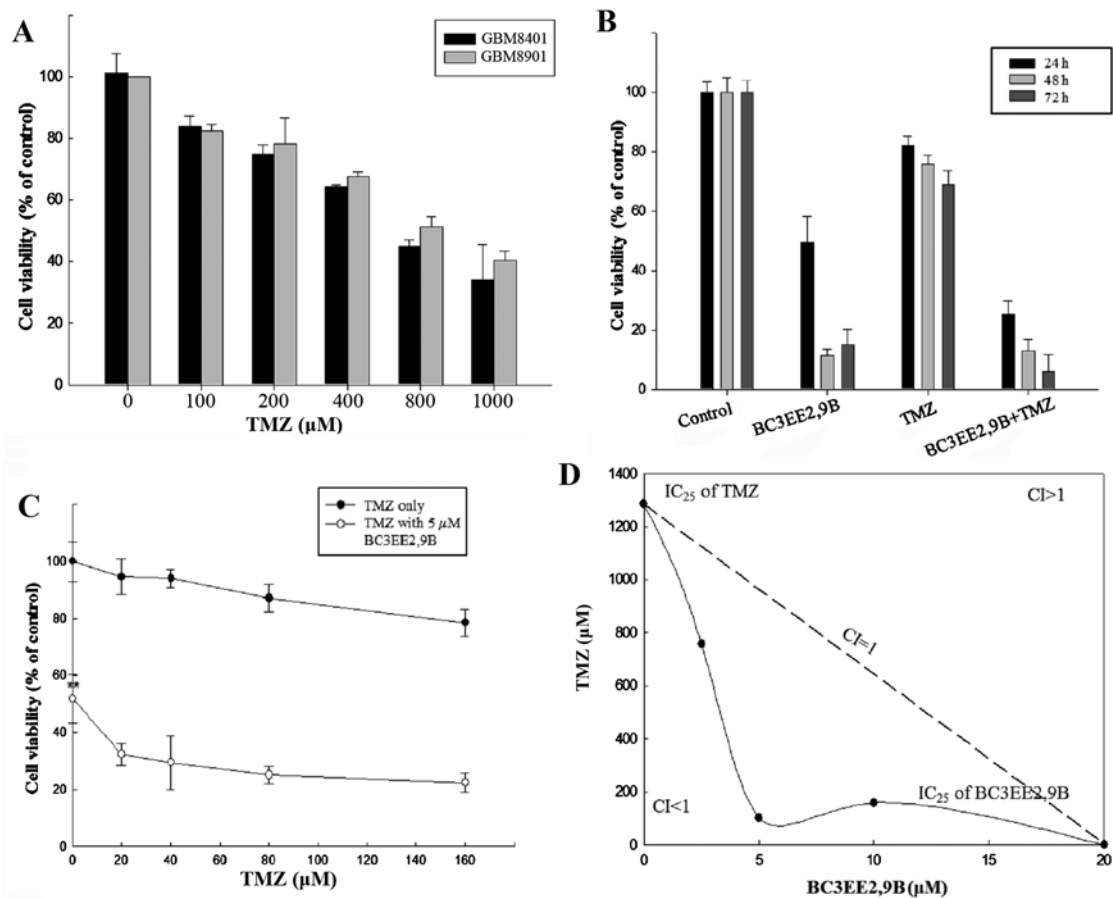 A
GBM8401
GBM8901
Cell viability (% of control)
100
80
60
40
20
0
0 100 200 400 800 1000
TMZ (µM)
B
24 h
48 h
72 h
Cell viability (% of control)
100
80
60
40
20
0
Control BC3EE2,9B TMZ BC3EE2,9B+TMZ
C
TMZ only
TMZ with 5 µM
BC3EE2,9B
Cell viability (% of control)
100
80
60
**
40
20
0
0 20 40 60 80 100 120 140 160
TMZ (µM)
D
1400
1200
1000
800
600
400
200
0
TMZ (µM)
IC25 of TMZ
CI>1
CI=1
CI<1
IC25 of BC3EE2,9B
0 5 10 15 20
BC3EE2,9B (µM)